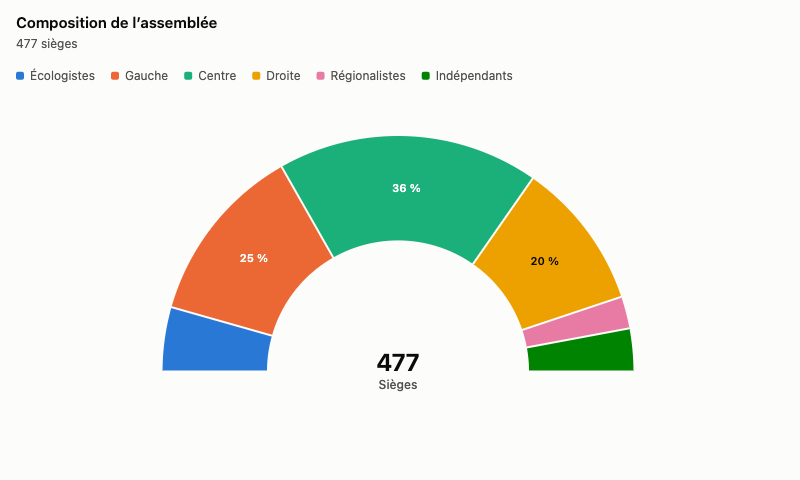 Composition de l’assemblée
477 sièges
Écologistes Gauche Centre Droite Régionalistes Indépendants
36 %
25 %
20 %
477
Sièges